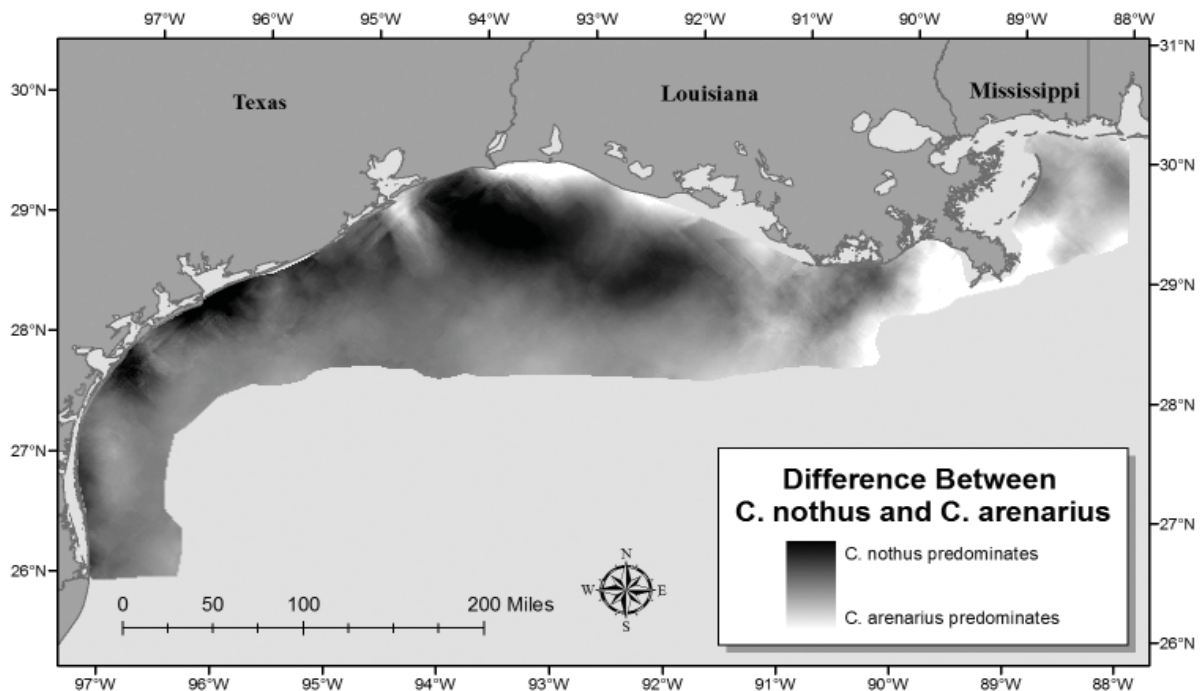 97°W 96°W 95°W 94°W 93°W 92°W 91°W 90°W 89°W 88°W
31°N
30°N
Texas
Louisiana
Mississippi
30°N
29°N
29°N
28°N
28°N
27°N
27°N
26°N
26°N
Difference Between
C. nothus and C. arenarius
C. nothus predominates
C. arenarius predominates
N
W E
S
0 50 100 200 Miles
97°W 96°W 95°W 94°W 93°W 92°W 91°W 90°W 89°W 88°W